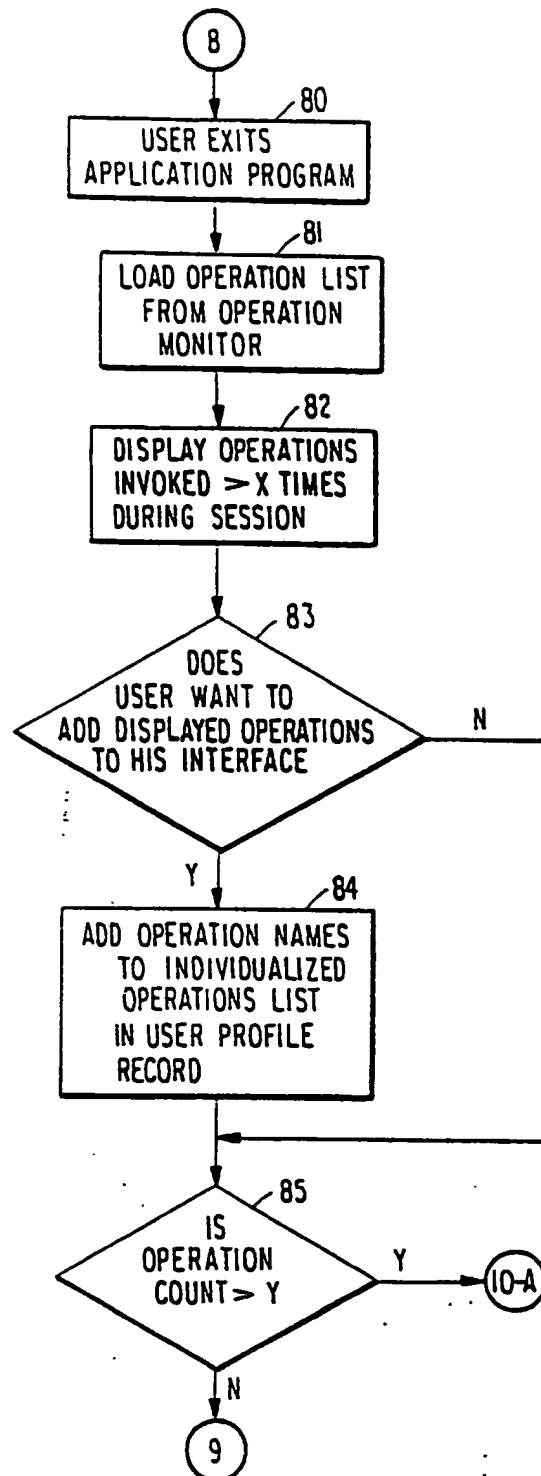 8
80
USER EXITS
APPLICATION PROGRAM
81
LOAD OPERATION LIST
FROM OPERATION
MONITOR
82
DISPLAY OPERATIONS
INVOKED > X TIMES
DURING SESSION
83
DOES
USER WANT TO
ADD DISPLAYED OPERATIONS
TO HIS INTERFACE
N
Y
84
ADD OPERATION NAMES
TO INDIVIDUALIZED
OPERATIONS LIST
IN USER PROFILE
RECORD
85
IS
OPERATION
COUNT > Y
Y
10-A
N
9